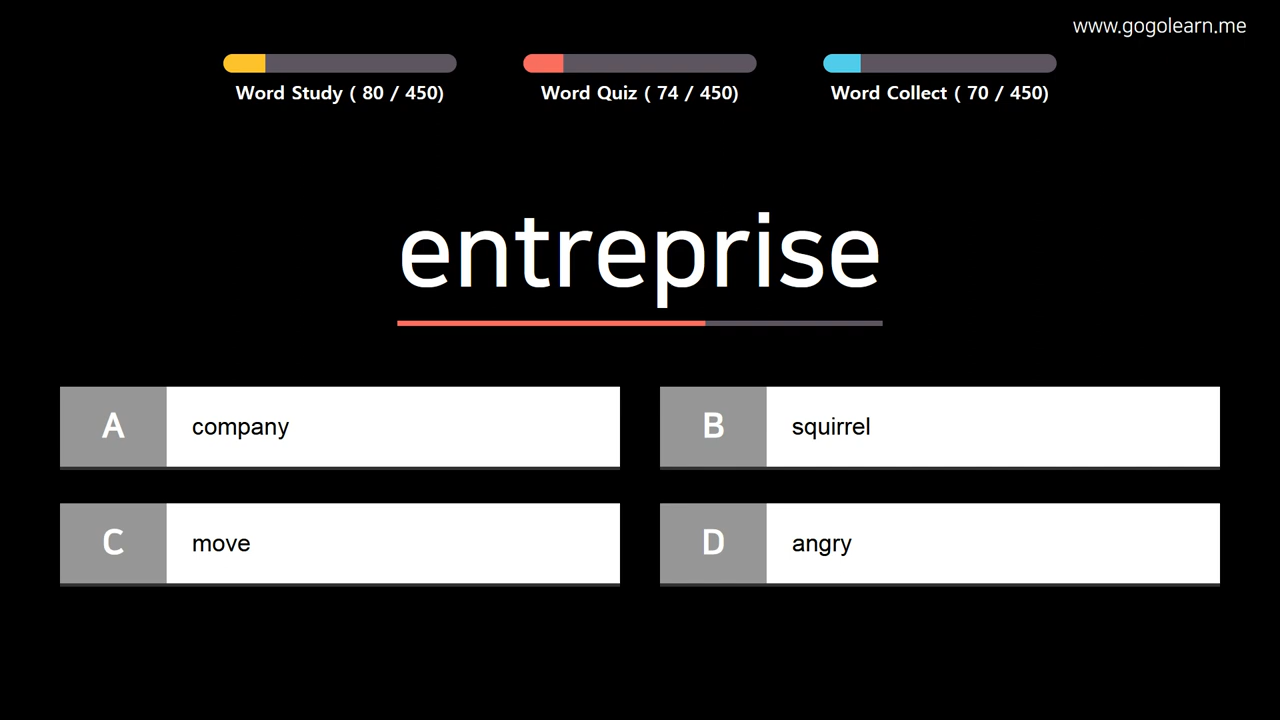 www.gogolearn.me
Word Study ( 80 / 450)
Word Quiz ( 74 / 450)
Word Collect ( 70 / 450)
entreprise
A company
B squirrel
C move
D angry